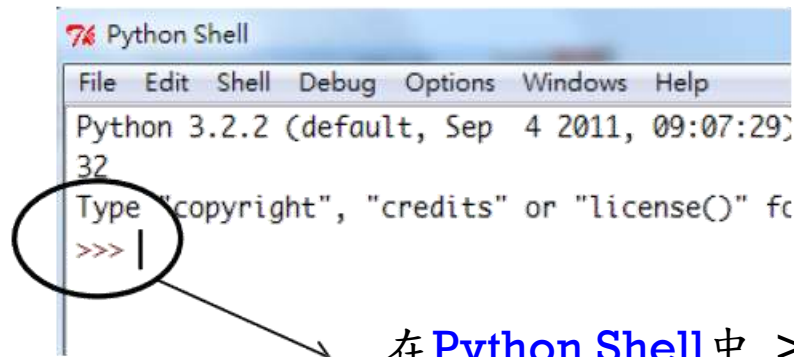 Python Shell
File Edit Shell Debug Options Windows Help
Python 3.2.2 (default, Sep 4 2011, 09:07:29)
32
Type "copyright", "credits" or "license()"
>>>
在Python Shell中 >